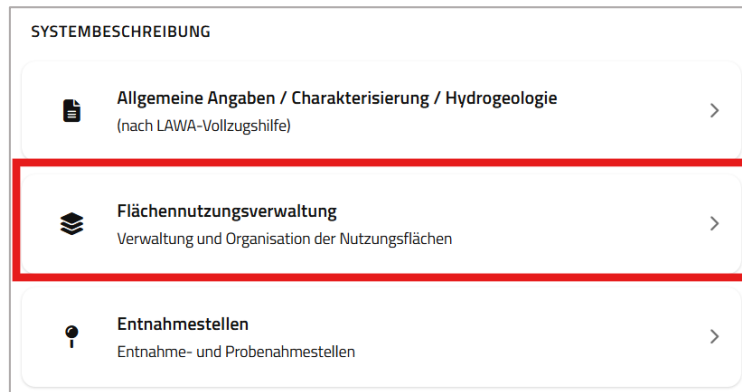 SYSTEMBESCHREIBUNG
Allgemeine Angaben / Charakterisierung / Hydrogeologie
(nach LAWA-Vollzugshilfe)
Flächennutzungsverwaltung
Verwaltung und Organisation der Nutzungsflächen
Entnahmestellen
Entnahme- und Probenahmestellen